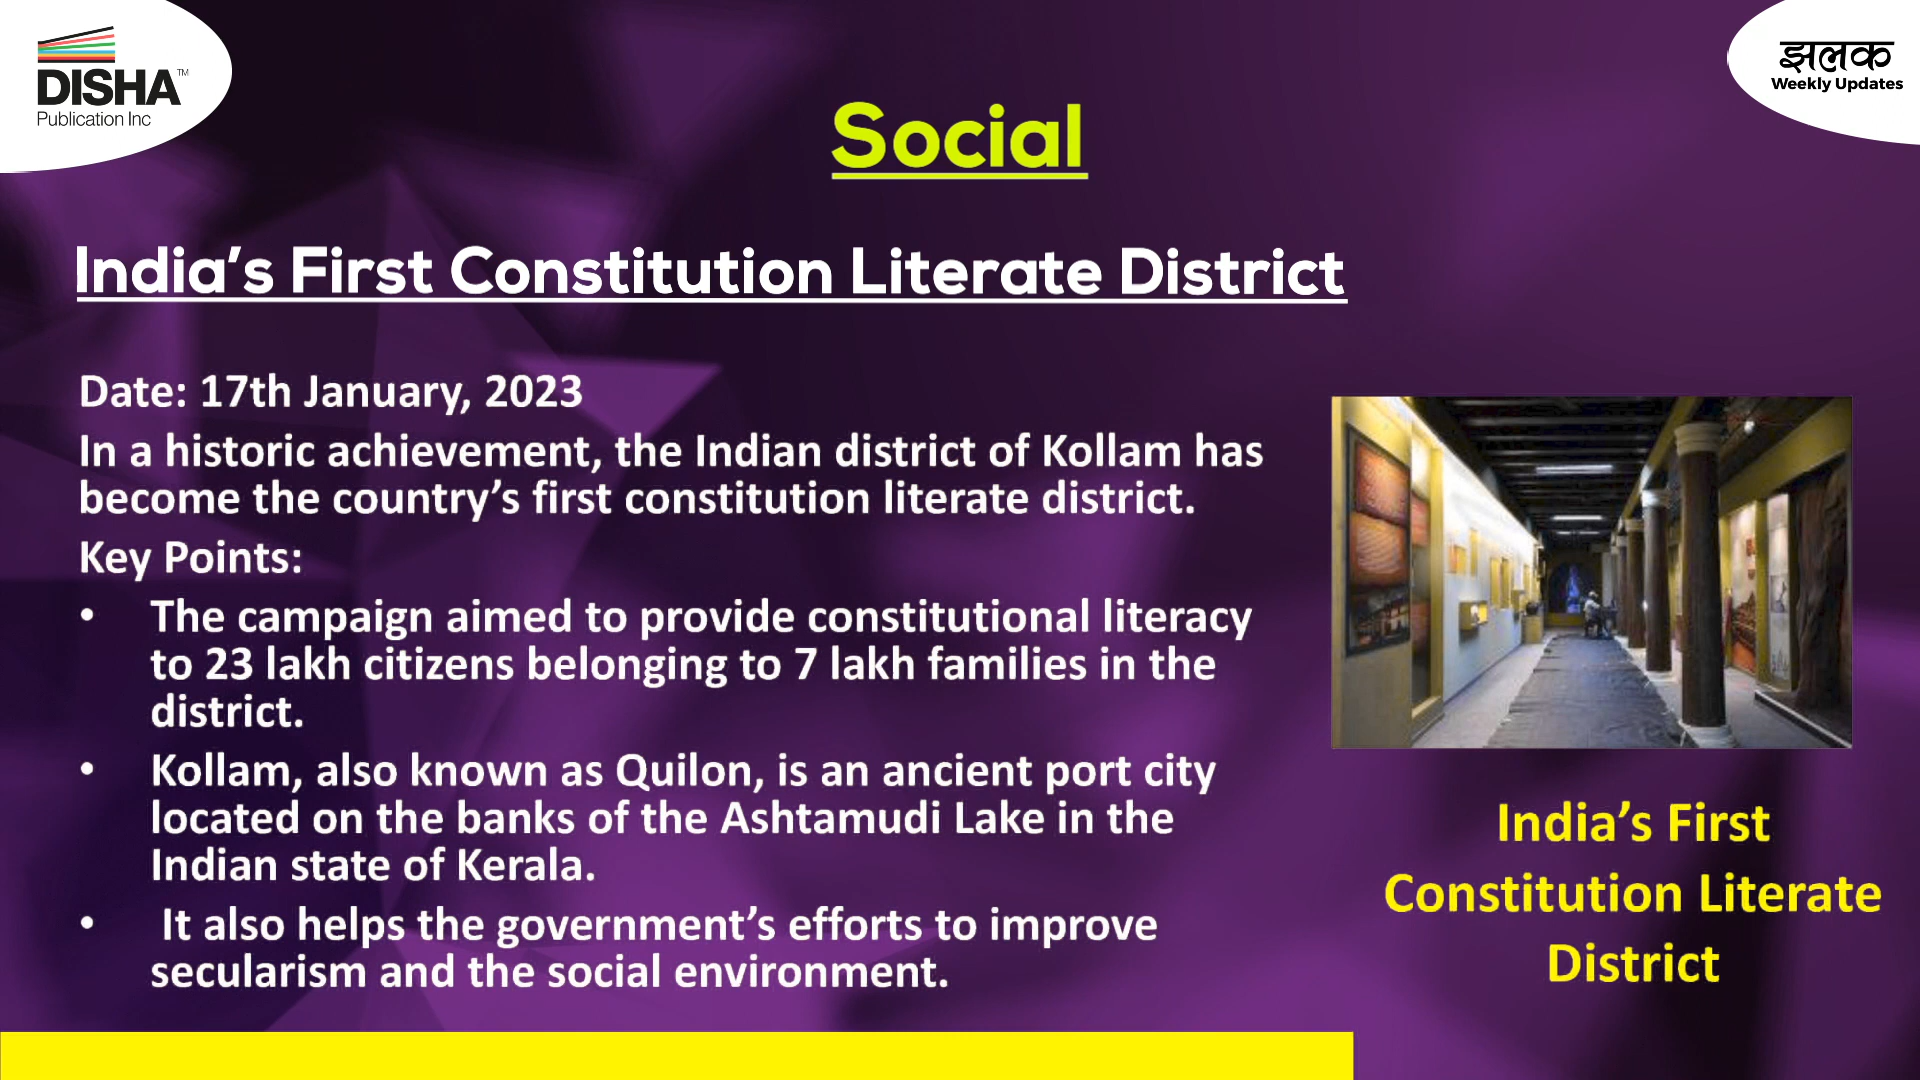 DISHA™
Publication Inc
झलक
Weekly Updates
Social
India’s First Constitution Literate District
Date: 17th January, 2023
In a historic achievement, the Indian district of Kollam has
become the country’s first constitution literate district.
Key Points:
• The campaign aimed to provide constitutional literacy
to 23 lakh citizens belonging to 7 lakh families in the
district.
• Kollam, also known as Quilon, is an ancient port city
located on the banks of the Ashtamudi Lake in the
Indian state of Kerala.
• It also helps the government’s efforts to improve
secularism and the social environment.
India’s First
Constitution Literate
District